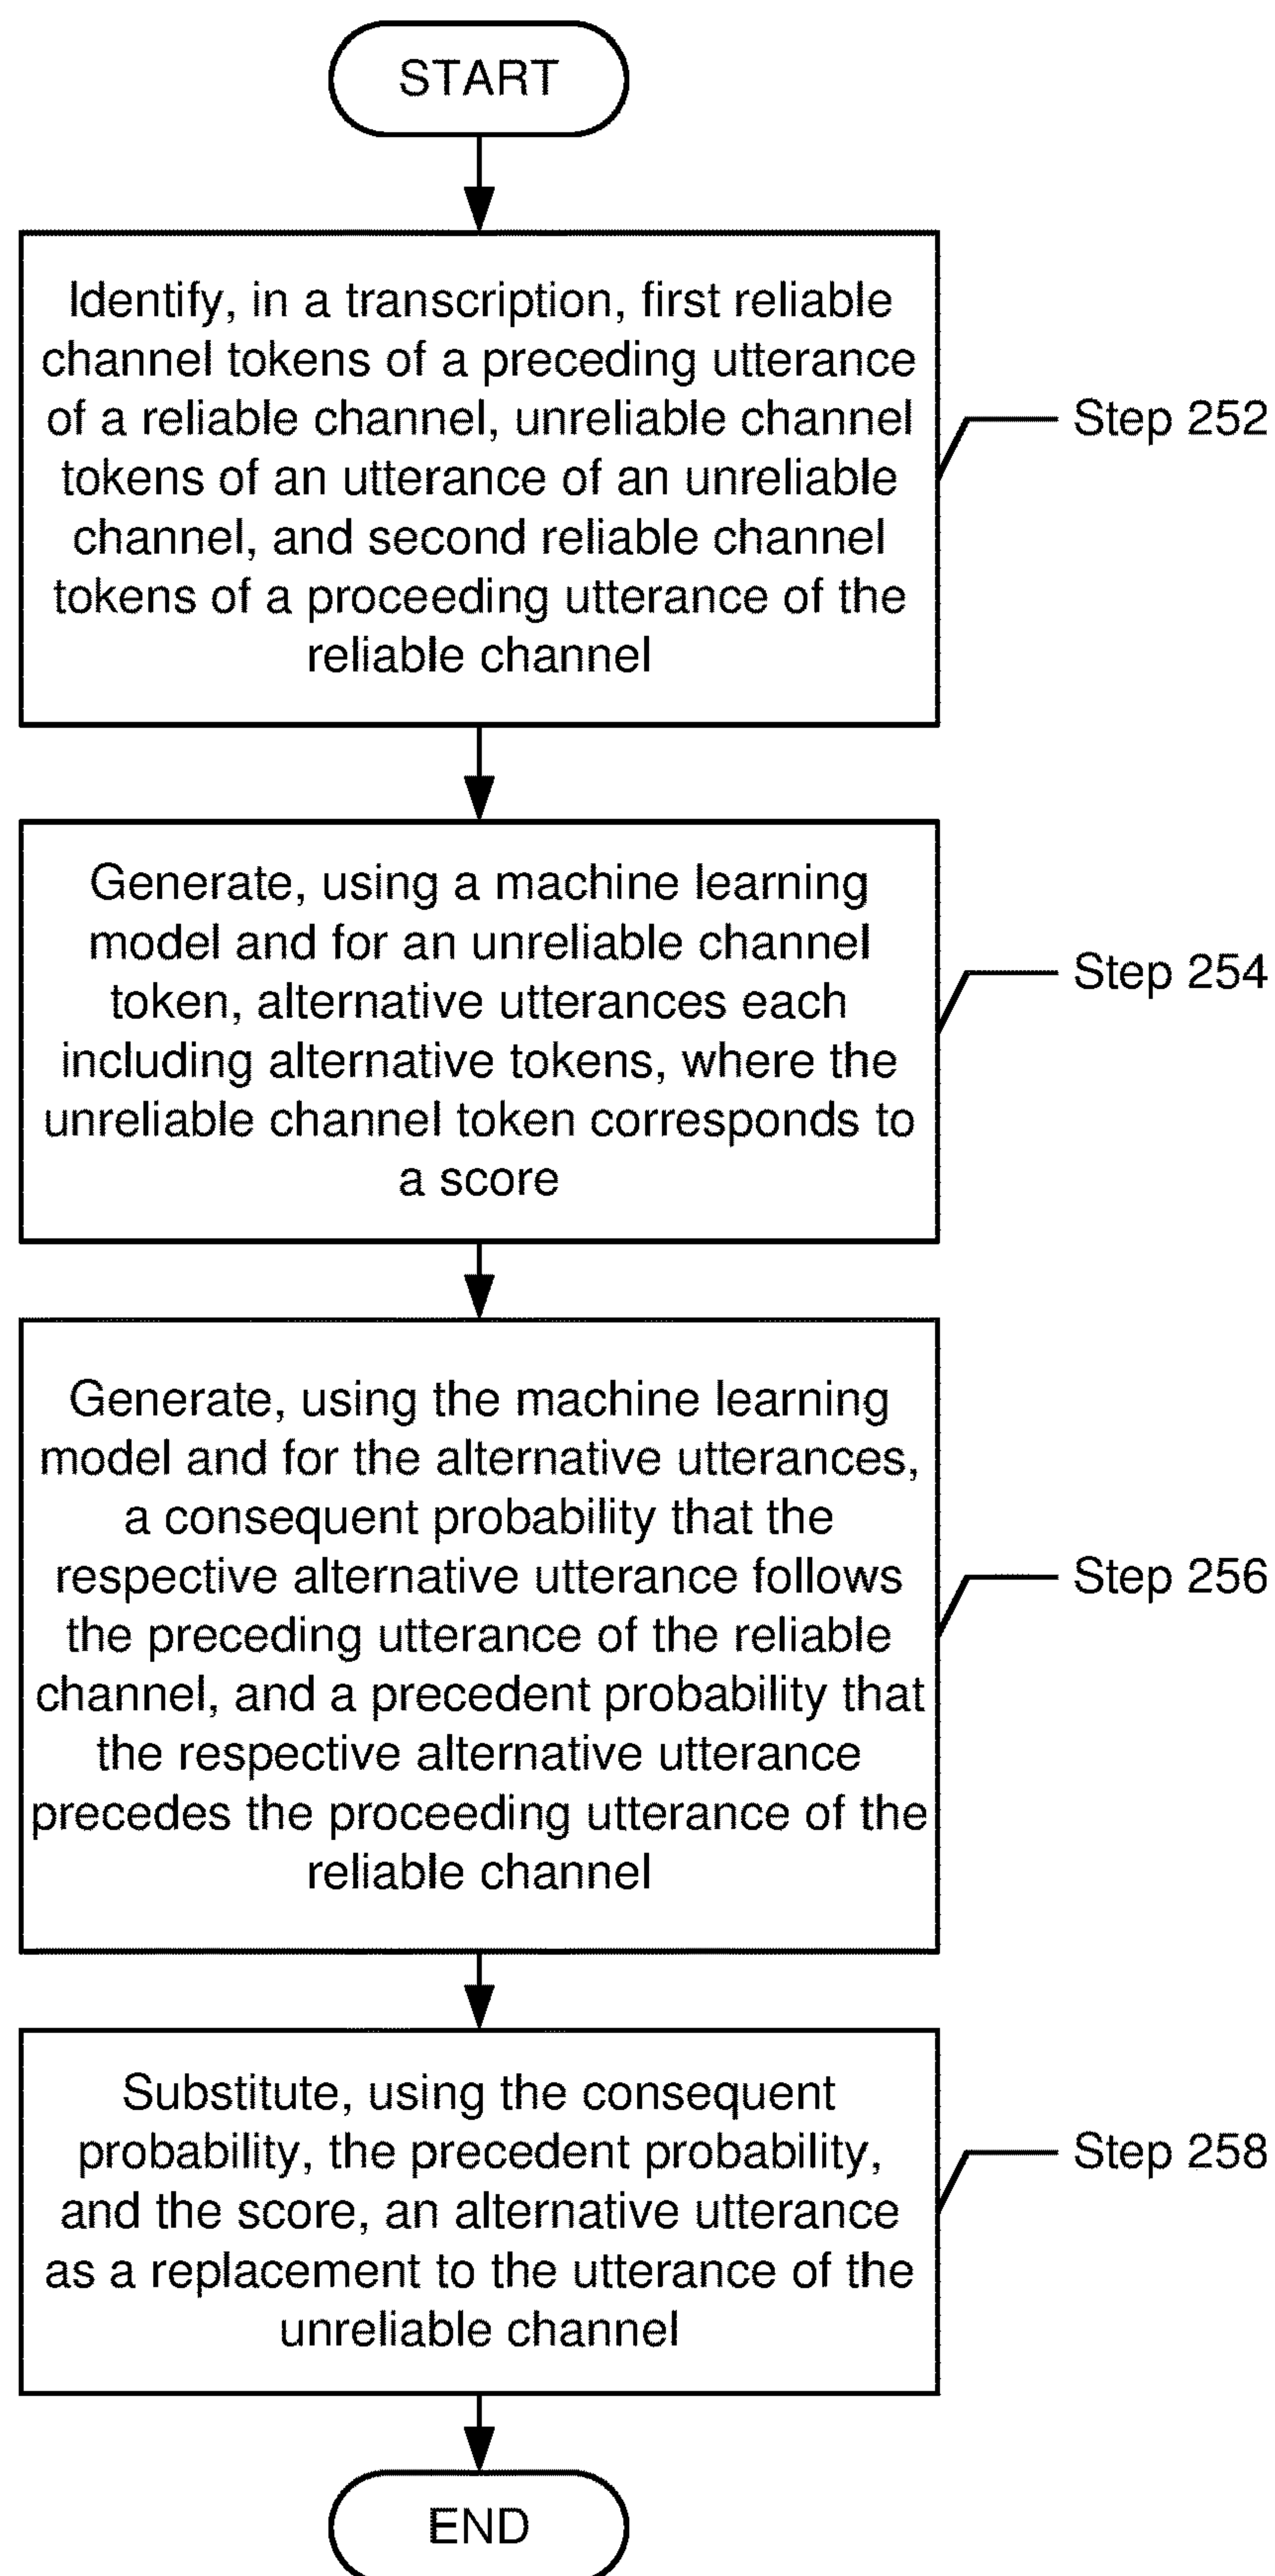 START
Identify, in a transcription, first reliable
channel tokens of a preceding utterance
of a reliable channel, unreliable channel
tokens of an utterance of an unreliable
channel, and second reliable channel
tokens of a proceeding utterance of the
reliable channel
Step 252
Generate, using a machine learning
model and for an unreliable channel
token, alternative utterances each
including alternative tokens, where the
unreliable channel token corresponds to
a score
Step 254
Generate, using the machine learning
model and for the alternative utterances,
a consequent probability that the
respective alternative utterance follows
the preceding utterance of the reliable
channel, and a precedent probability that
the respective alternative utterance
precedes the proceeding utterance of the
reliable channel
Step 256
Substitute, using the consequent
probability, the precedent probability,
and the score, an alternative utterance
as a replacement to the utterance of the
unreliable channel
Step 258
END